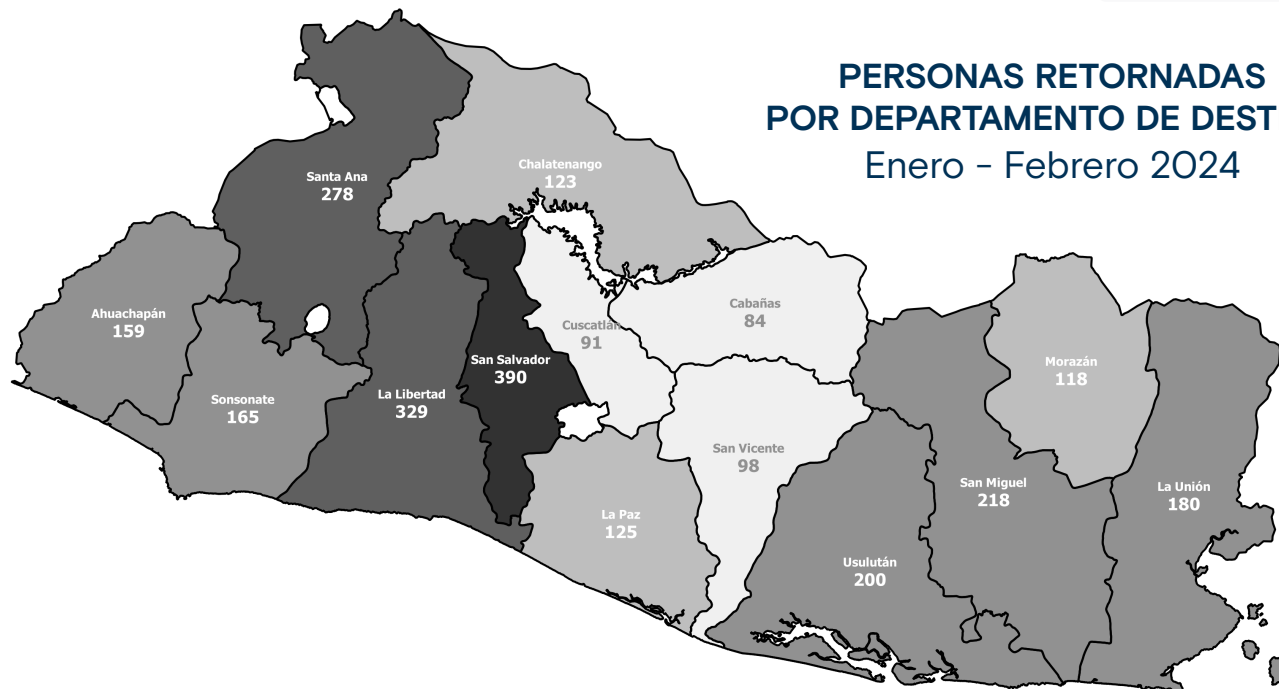 PERSONAS RETORNADAS
POR DEPARTAMENTO DE DEST
Enero - Febrero 2024
Chalatenango
123
Santa Ana
278
Ahuachapán
159
Sonsonate
165
La Libertad
329
San Salvador
390
Cuscatlán
91
Cabañas
84
San Vicente
98
La Paz
125
Usulután
200
San Miguel
218
Morazán
118
La Unión
180